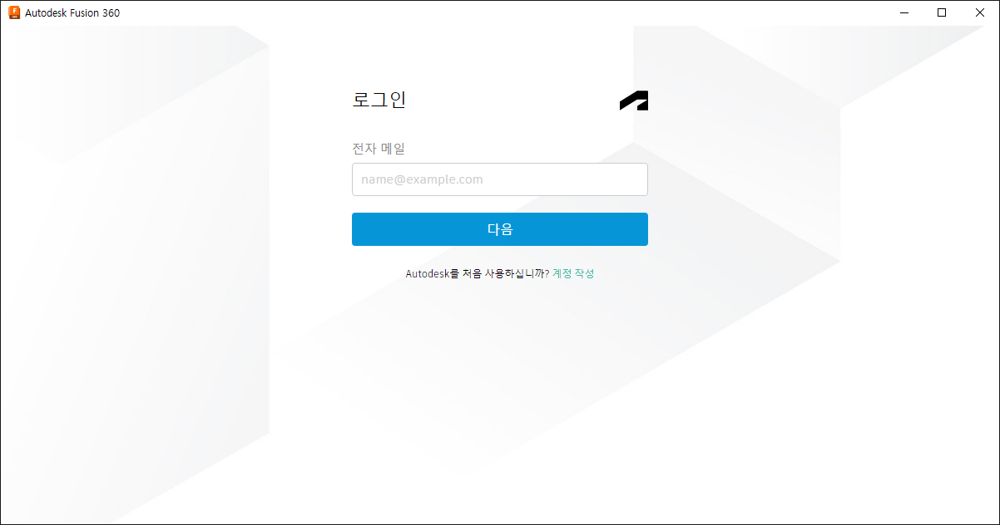 Autodesk Fusion 360
로그인
전자 메일
name@example.com
다음
Autodesk를 처음 사용하십니까? 계정 작성